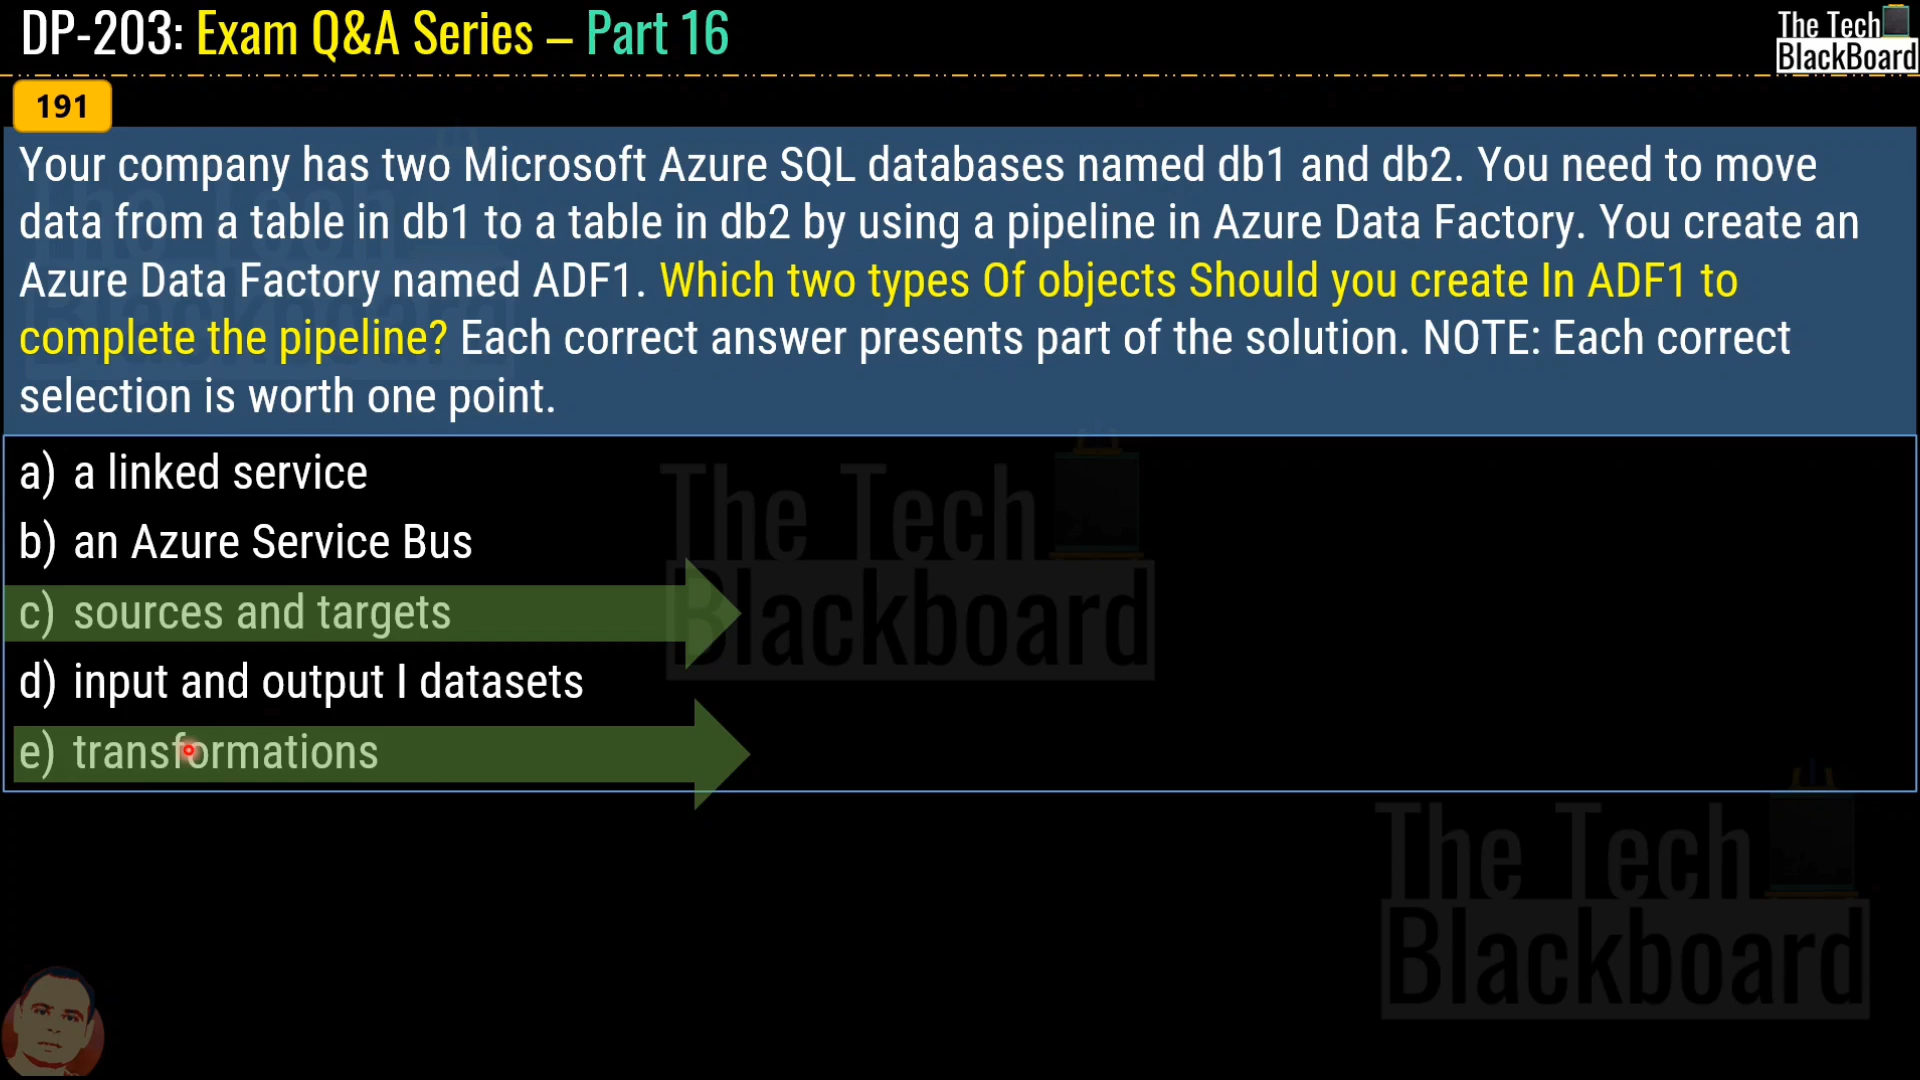 DP-203: Exam Q&A Series – Part 16
The Tech
BlackBoard
191
Your company has two Microsoft Azure SQL databases named db1 and db2. You need to move
data from a table in db1 to a table in db2 by using a pipeline in Azure Data Factory. You create an
Azure Data Factory named ADF1. Which two types Of objects Should you create In ADF1 to
complete the pipeline? Each correct answer presents part of the solution. NOTE: Each correct
selection is worth one point.
a) a linked service
b) an Azure Service Bus
c) sources and targets
d) input and output I datasets
e) transformations
The Tech
Blackboard
The Tech
Blackboard
The Tech
Blackboard